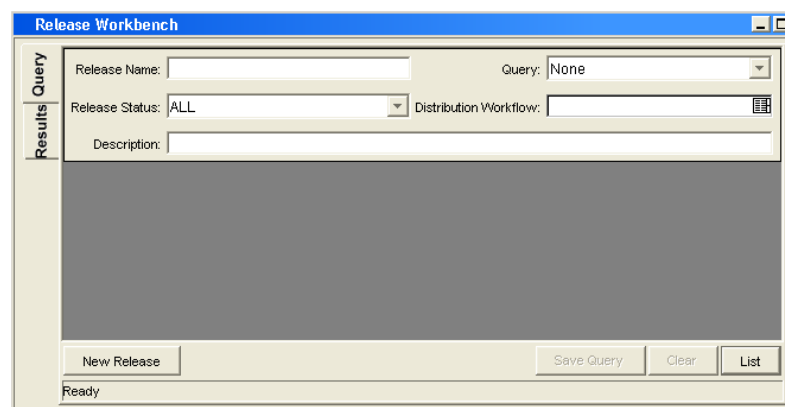 Release Workbench
Query
Results
Release Name:
Query: None
Release Status: ALL
Distribution Workflow:
Description:
New Release
Save Query
Clear
List
Ready